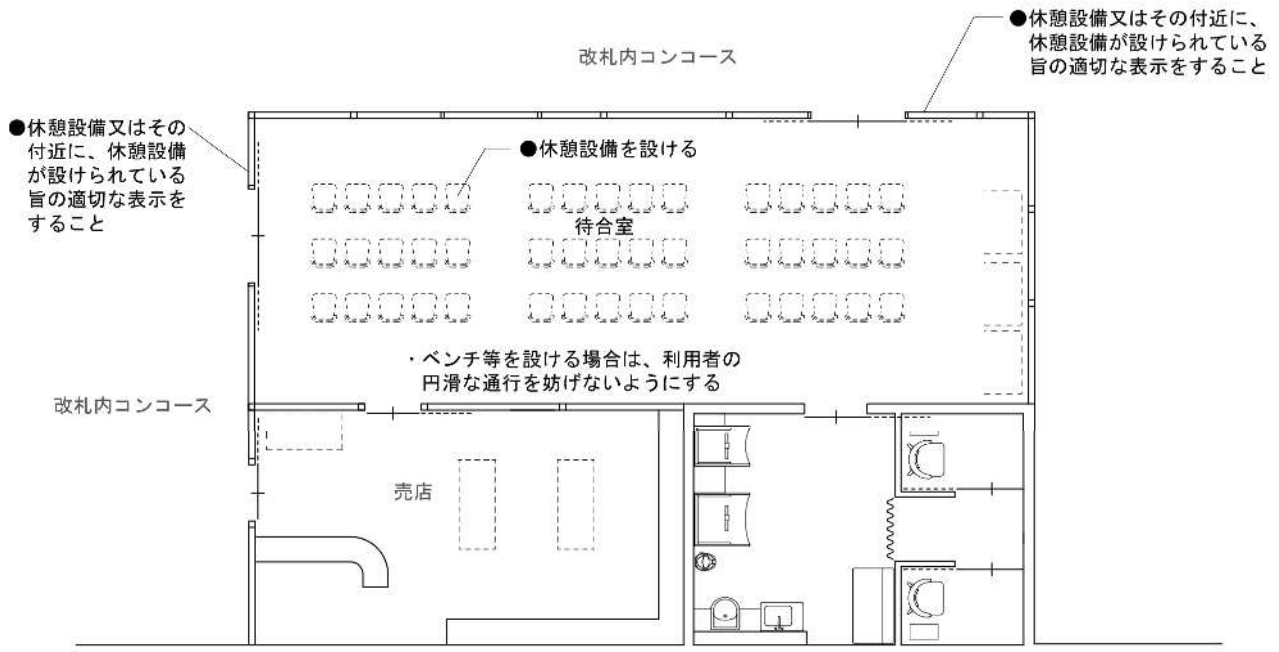 改札内コンコース
●休憩設備又はその付近に、
休憩設備が設けられている
旨の適切な表示をすること
●休憩設備又はその
付近に、休憩設備
が設けられている
旨の適切な表示を
すること
●休憩設備を設ける
待合室
・ベンチ等を設ける場合は、利用者の
円滑な通行を妨げないようにする
改札内コンコース
売店